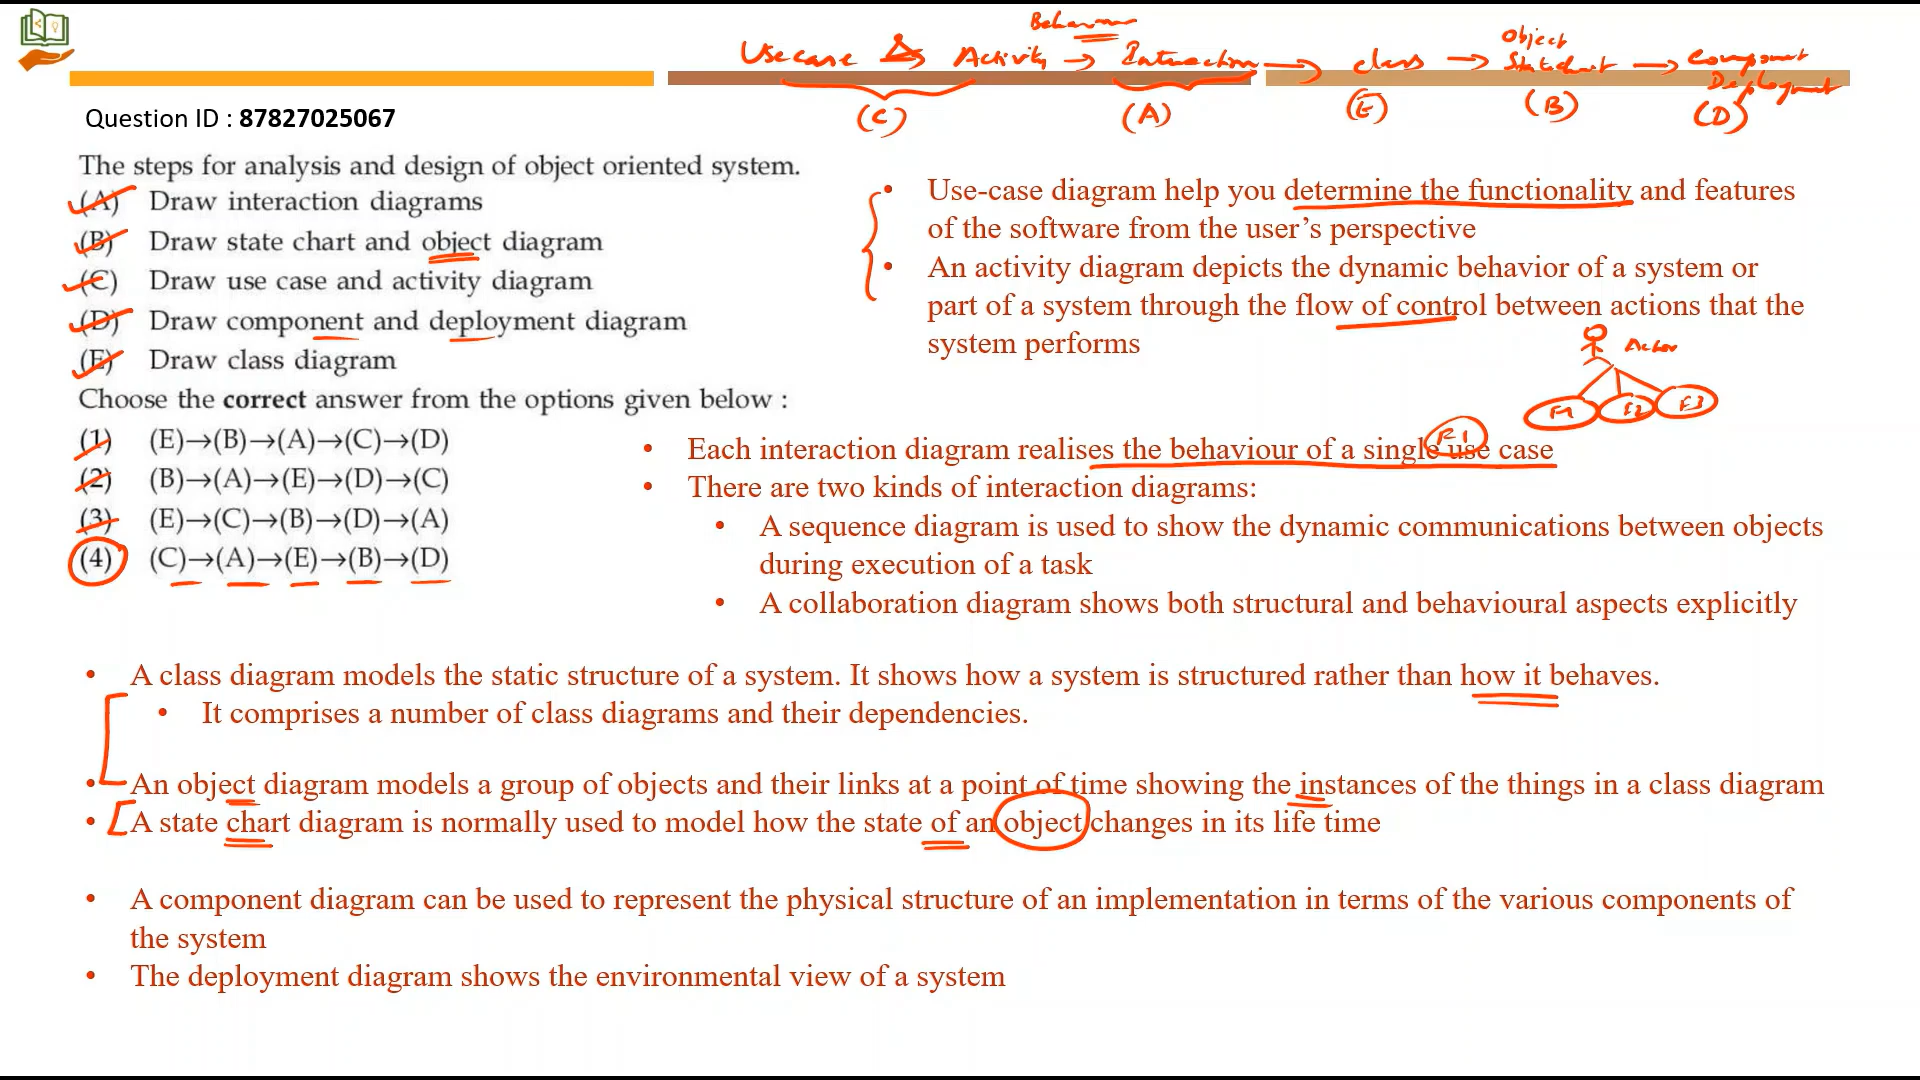 Behaviour
Usecase & Activity → Interaction → class → Object Statechart → Component Deployment
(C) (A) (E) (B) (D)
Question ID : 87827025067
The steps for analysis and design of object oriented system.
(A) Draw interaction diagrams
(B) Draw state chart and object diagram
(C) Draw use case and activity diagram
(D) Draw component and deployment diagram
(E) Draw class diagram
Choose the correct answer from the options given below :
(1) (E)→(B)→(A)→(C)→(D)
(2) (B)→(A)→(E)→(D)→(C)
(3) (E)→(C)→(B)→(D)→(A)
(4) (C)→(A)→(E)→(B)→(D)
• Use-case diagram help you determine the functionality and features
of the software from the user’s perspective
• An activity diagram depicts the dynamic behavior of a system or
part of a system through the flow of control between actions that the
system performs
Actor
F1 F2 F3
F1
• Each interaction diagram realises the behaviour of a single use case
• There are two kinds of interaction diagrams:
• A sequence diagram is used to show the dynamic communications between objects
during execution of a task
• A collaboration diagram shows both structural and behavioural aspects explicitly
• A class diagram models the static structure of a system. It shows how a system is structured rather than how it behaves.
• It comprises a number of class diagrams and their dependencies.
• An object diagram models a group of objects and their links at a point of time showing the instances of the things in a class diagram
• A state chart diagram is normally used to model how the state of an object changes in its life time
• A component diagram can be used to represent the physical structure of an implementation in terms of the various components of
the system
• The deployment diagram shows the environmental view of a system